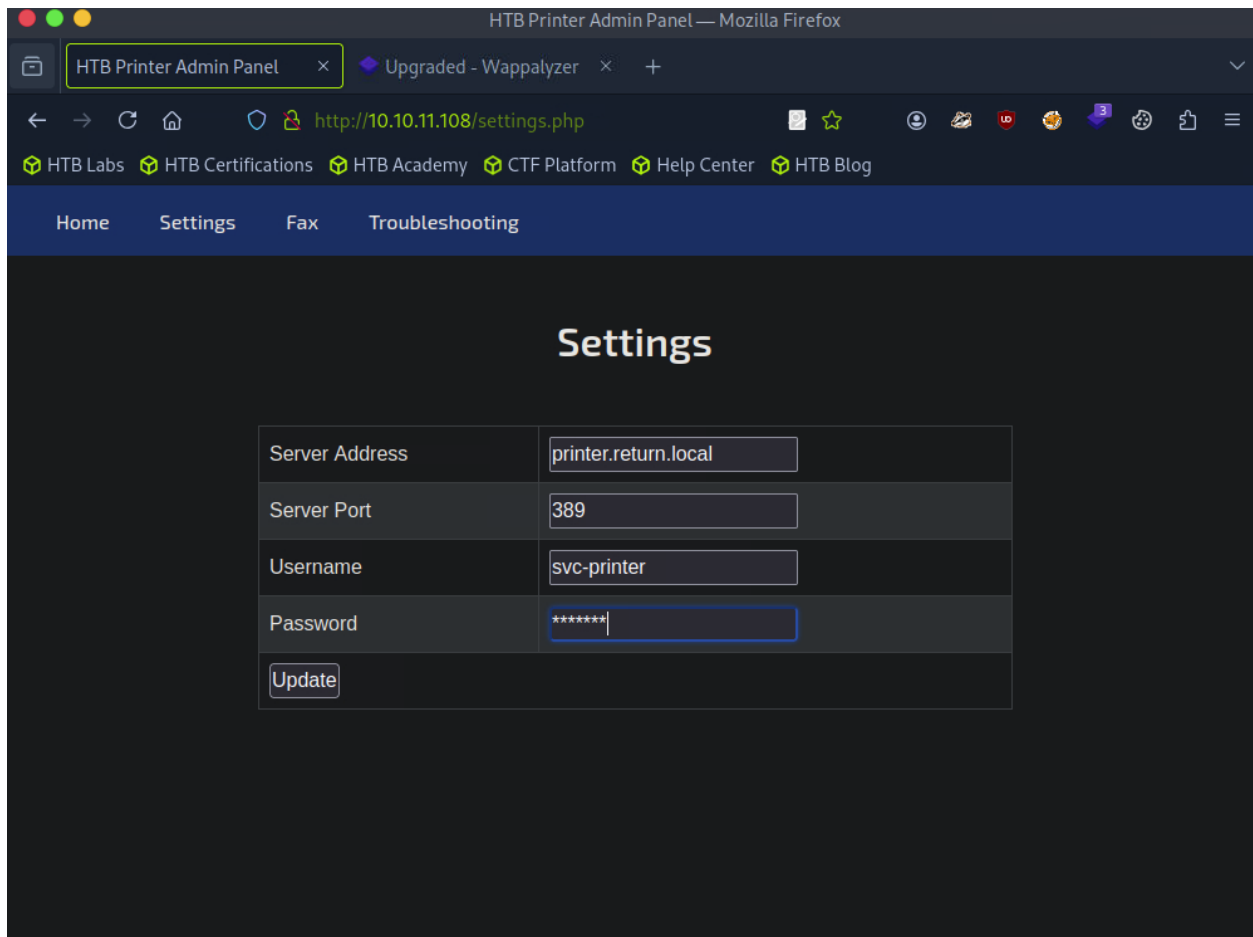 HTB Printer Admin Panel — Mozilla Firefox
HTB Printer Admin Panel × Upgraded - Wappalyzer × +
http://10.10.11.108/settings.php 3
HTB Labs HTB Certifications HTB Academy CTF Platform Help Center HTB Blog
Home Settings Fax Troubleshooting
Settings
Server Address printer.return.local
Server Port 389
Username svc-printer
Password *******
Update